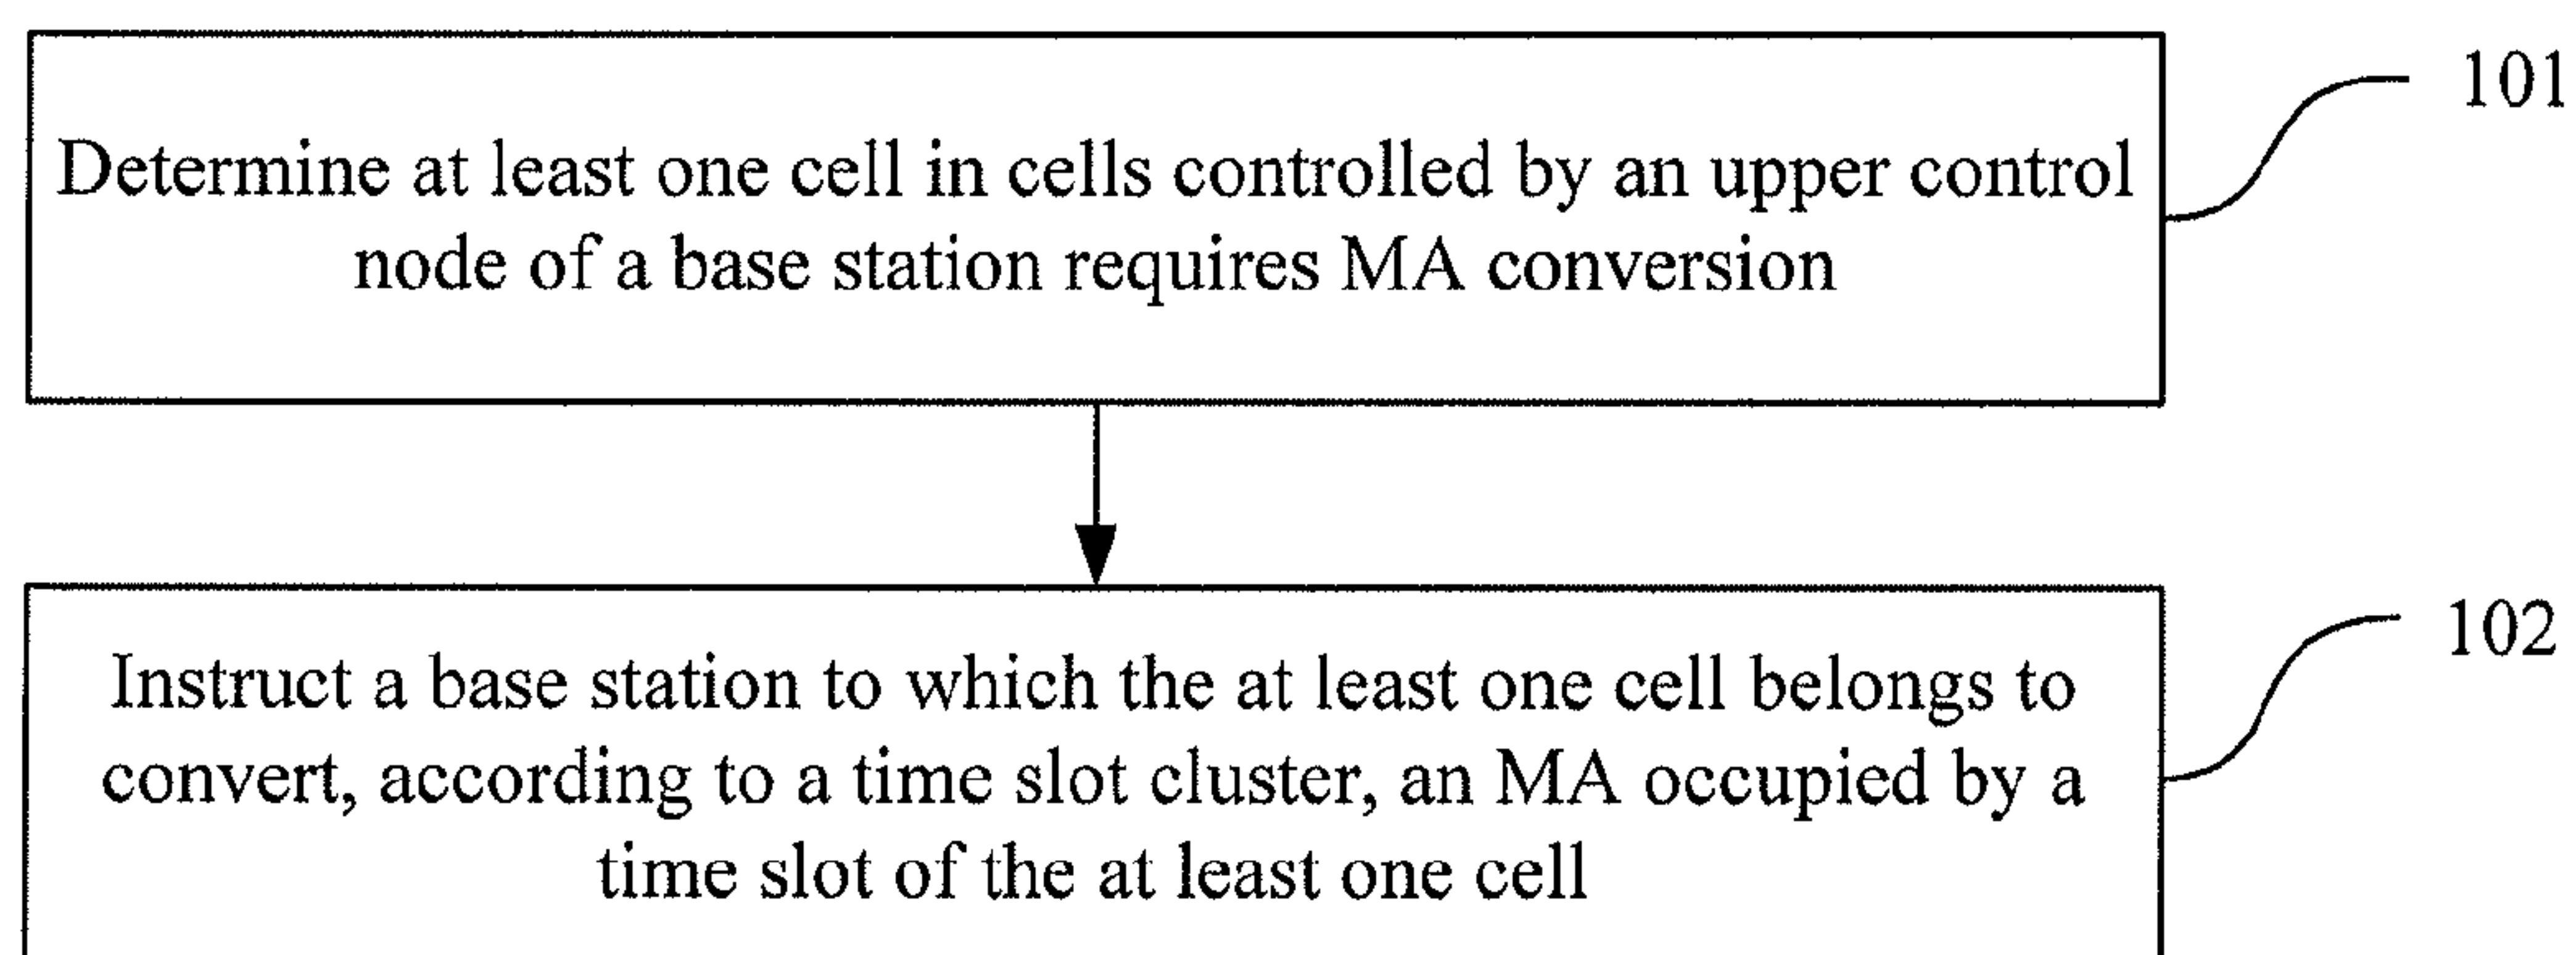 101
Determine at least one cell in cells controlled by an upper control
node of a base station requires MA conversion
102
Instruct a base station to which the at least one cell belongs to
convert, according to a time slot cluster, an MA occupied by a
time slot of the at least one cell